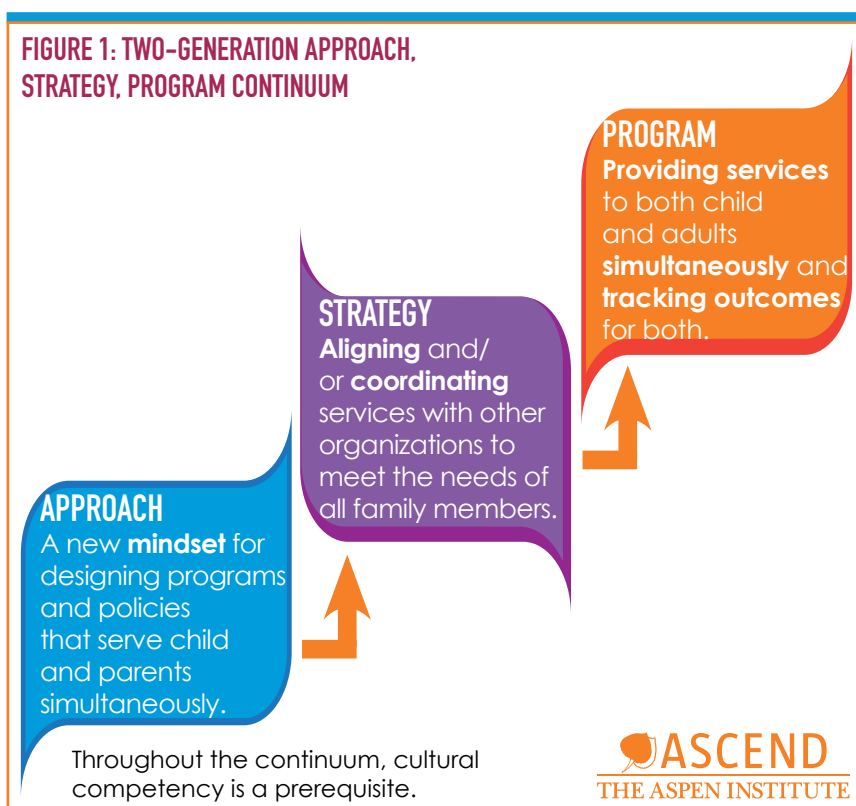 FIGURE 1: TWO-GENERATION APPROACH,
STRATEGY, PROGRAM CONTINUUM
APPROACH
A new mindset for
designing programs
and policies
that serve child
and parents
simultaneously.
STRATEGY
Aligning and/
or coordinating
services with other
organizations to
meet the needs of
all family members.
PROGRAM
Providing services
to both child
and adults
simultaneously and
tracking outcomes
for both.
Throughout the continuum, cultural
competency is a prerequisite.
ASCEND
THE ASPEN INSTITUTE